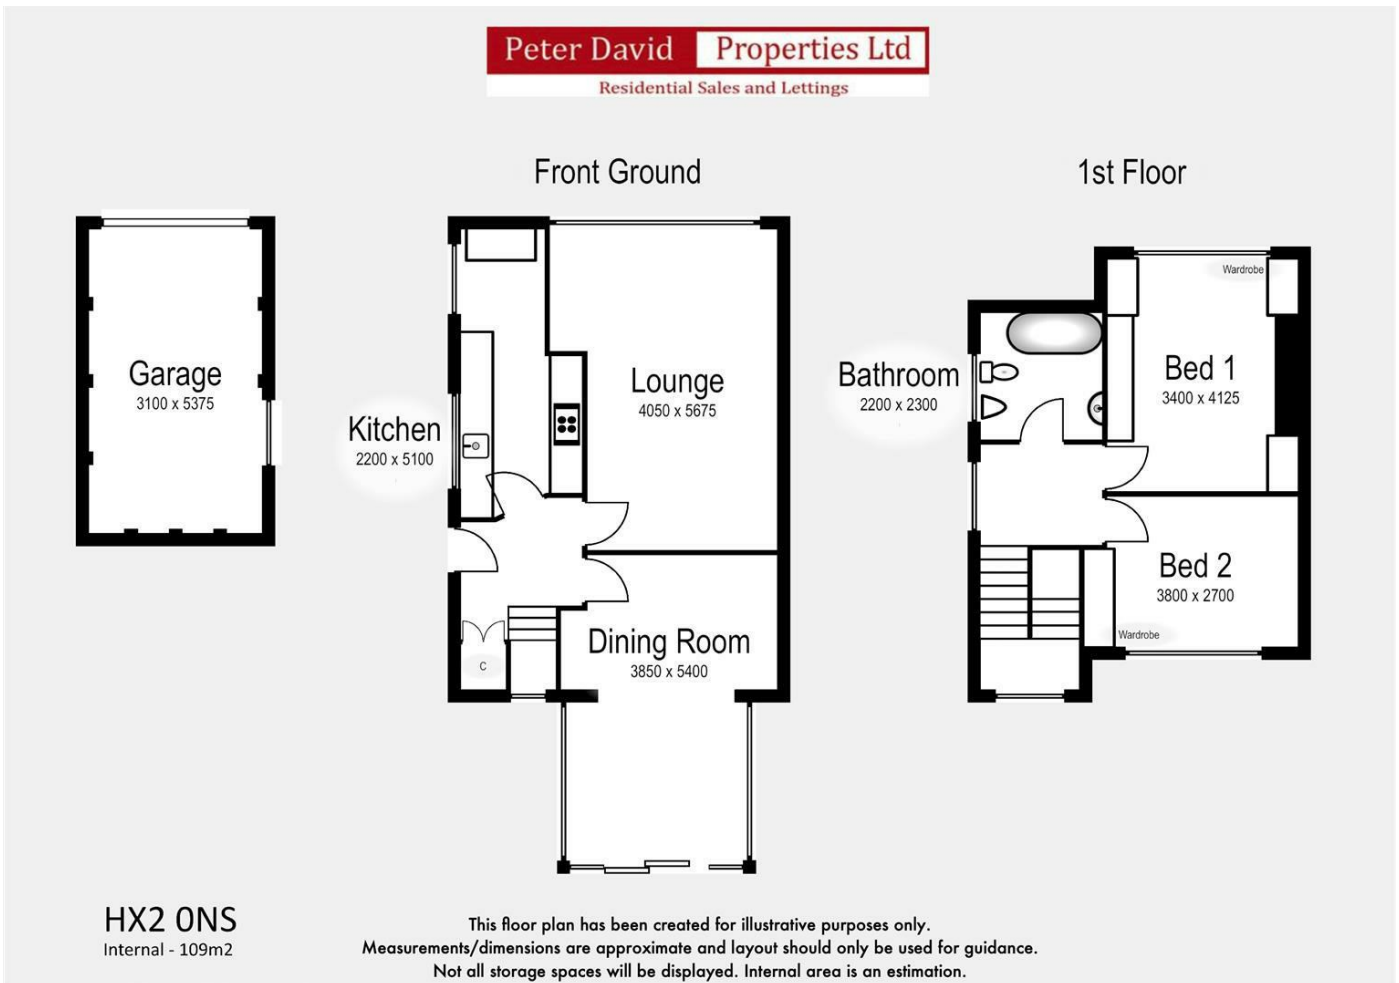 Peter David Properties Ltd
Residential Sales and Lettings
Front Ground
1st Floor
Garage
3100 x 5375
Kitchen
2200 x 5100
Lounge
4050 x 5675
Dining Room
3850 x 5400
C
Bathroom
2200 x 2300
Wardrobe
Bed 1
3400 x 4125
Bed 2
3800 x 2700
Wardrobe
HX2 0NS
Internal - 109m2
This floor plan has been created for illustrative purposes only.
Measurements/dimensions are approximate and layout should only be used for guidance.
Not all storage spaces will be displayed. Internal area is an estimation.